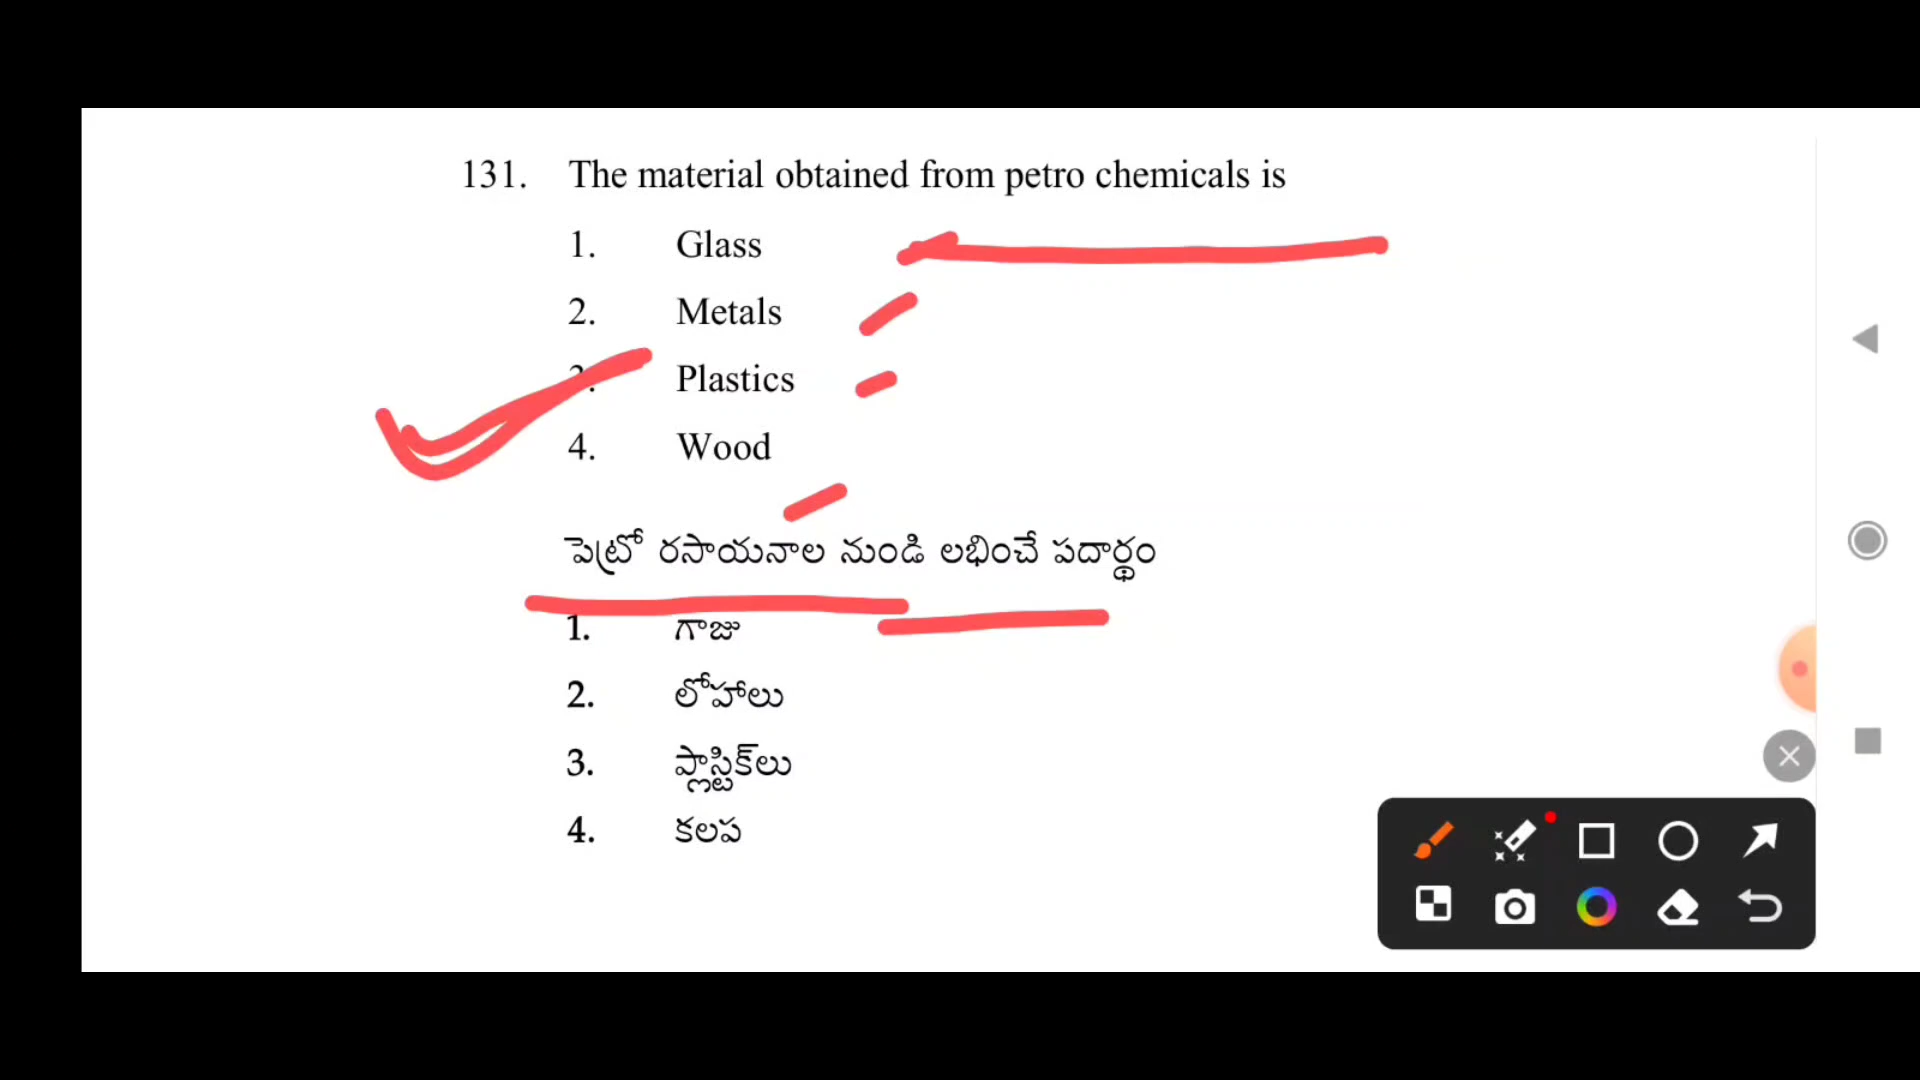 131. The material obtained from petro chemicals is
1. Glass
2. Metals
3. Plastics
4. Wood
పెట్రో రసాయనాల నుండి లభించే పదార్థం
1. గాజు
2. లోహాలు
3. ప్లాస్టిక్‌లు
4. కలప